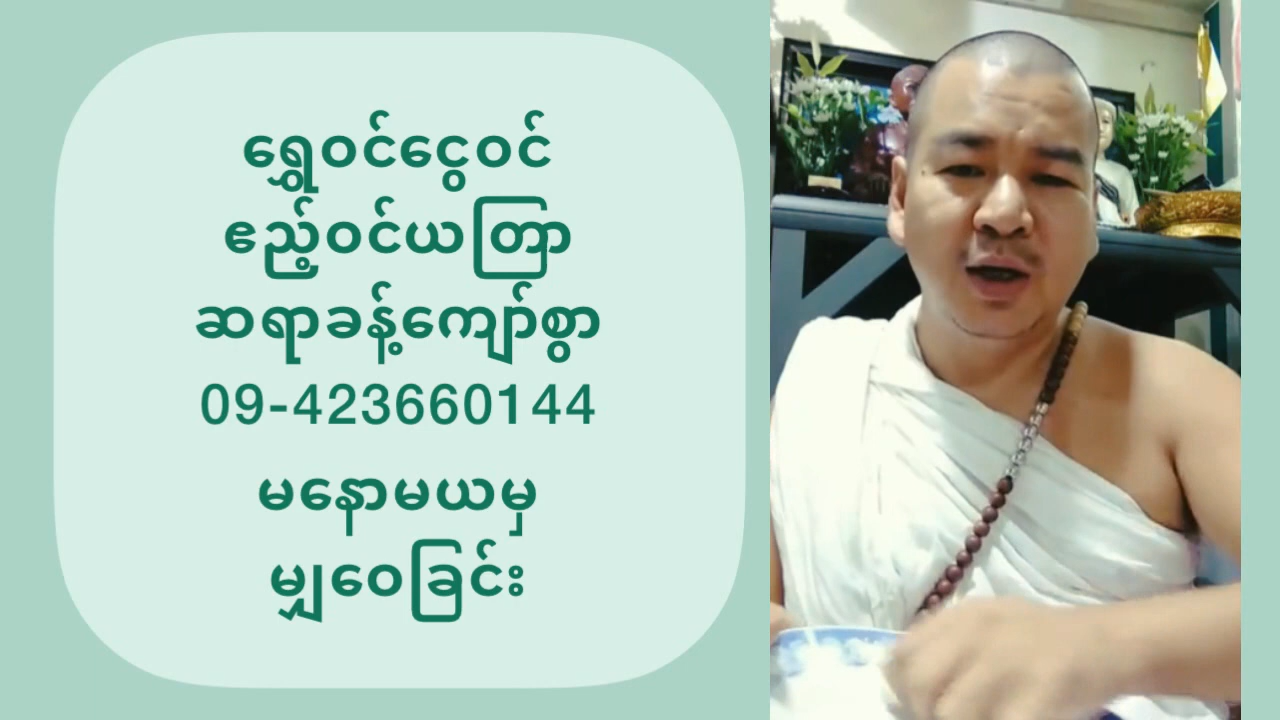 ရွှေဝင်ငွေဝင်
ဧည့်ဝင်ယတြာ
ဆရာခန့်ကျော်စွာ
09-423660144
မနောမယမှ
မျှဝေခြင်း